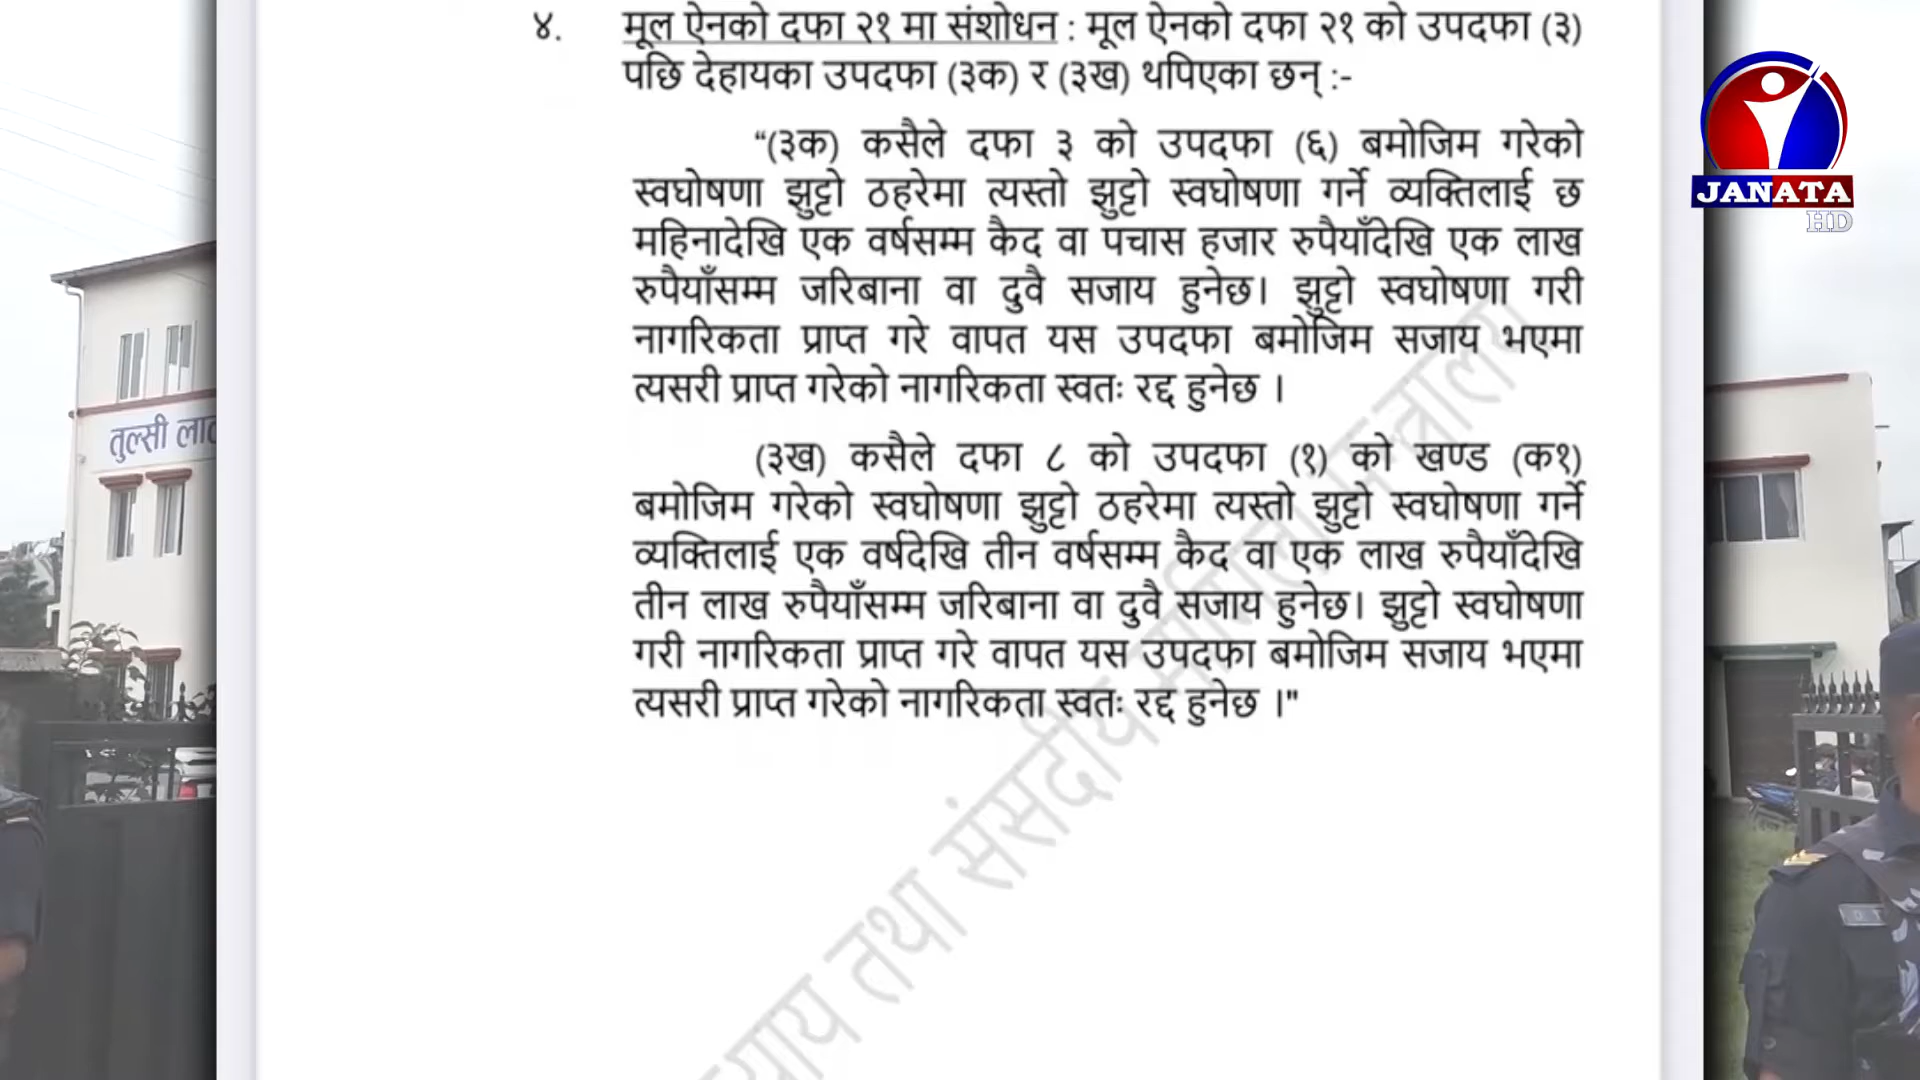 ४. मूल ऐनको दफा २१ मा संशोधन : मूल ऐनको दफा २१ को उपदफा (३)
पछि देहायका उपदफा (३क) र (३ख) थपिएका छन् :-
“(३क) कसैले दफा ३ को उपदफा (६) बमोजिम गरेको
स्वघोषणा झुट्टो ठहरेमा त्यस्तो झुट्टो स्वघोषणा गर्ने व्यक्तिलाई छ
महिनादेखि एक वर्षसम्म कैद वा पचास हजार रुपैयाँदेखि एक लाख
रुपैयाँसम्म जरिबाना वा दुवै सजाय हुनेछ। झुट्टो स्वघोषणा गरी
नागरिकता प्राप्त गरे वापत यस उपदफा बमोजिम सजाय भएमा
त्यसरी प्राप्त गरेको नागरिकता स्वतः रद्द हुनेछ ।
(३ख) कसैले दफा ८ को उपदफा (१) को खण्ड (क१)
बमोजिम गरेको स्वघोषणा झुट्टो ठहरेमा त्यस्तो झुट्टो स्वघोषणा गर्ने
व्यक्तिलाई एक वर्षदेखि तीन वर्षसम्म कैद वा एक लाख रुपैयाँदेखि
तीन लाख रुपैयाँसम्म जरिबाना वा दुवै सजाय हुनेछ। झुट्टो स्वघोषणा
गरी नागरिकता प्राप्त गरे वापत यस उपदफा बमोजिम सजाय भएमा
त्यसरी प्राप्त गरेको नागरिकता स्वतः रद्द हुनेछ ।"
तथा संसदीय
JANATA
HD
तुल्सी